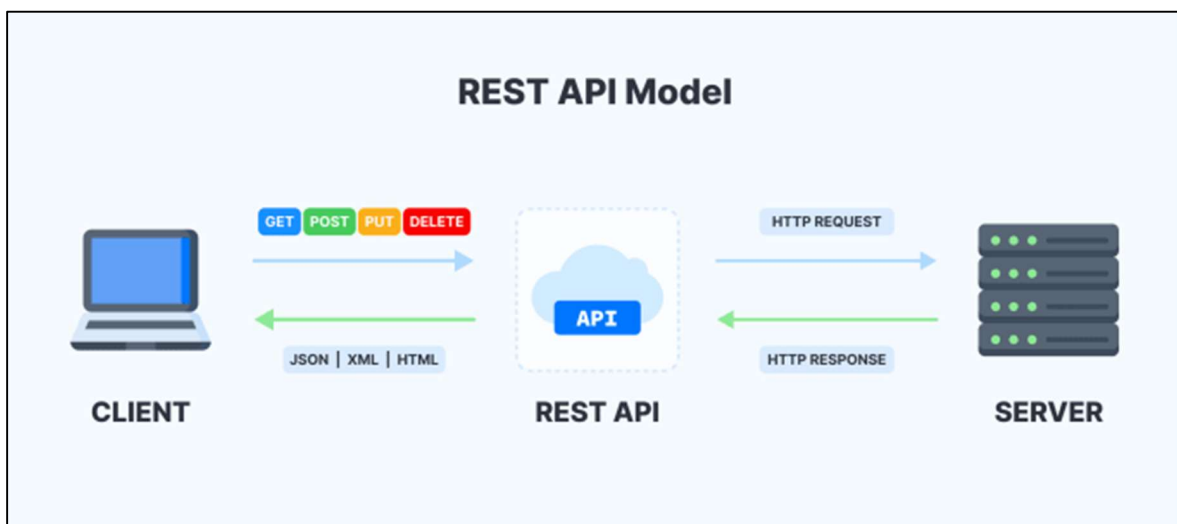 REST API Model
GET POST PUT DELETE
HTTP REQUEST
API
JSON | XML | HTML
HTTP RESPONSE
CLIENT
REST API
SERVER